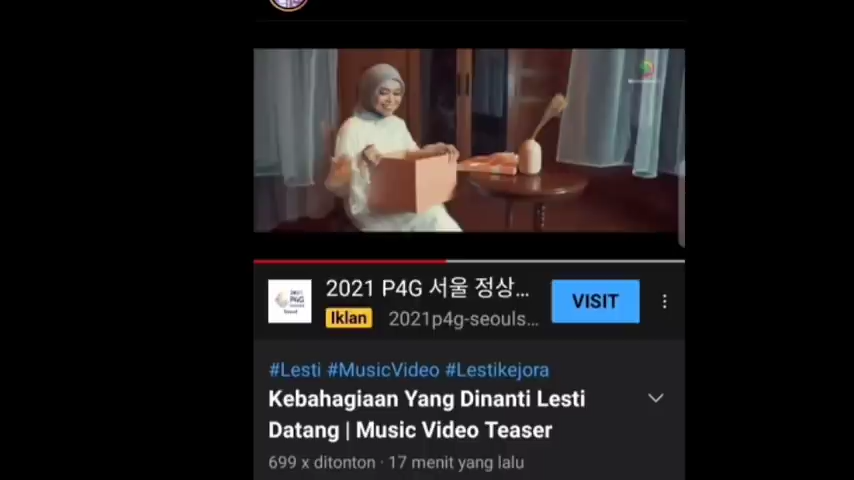 2021 P4G 서울 정상...
VISIT
Iklan 2021p4g-seouls...
#Lesti #MusicVideo #Lestikejora
Kebahagiaan Yang Dinanti Lesti
Datang | Music Video Teaser
699 x ditonton · 17 menit yang lalu